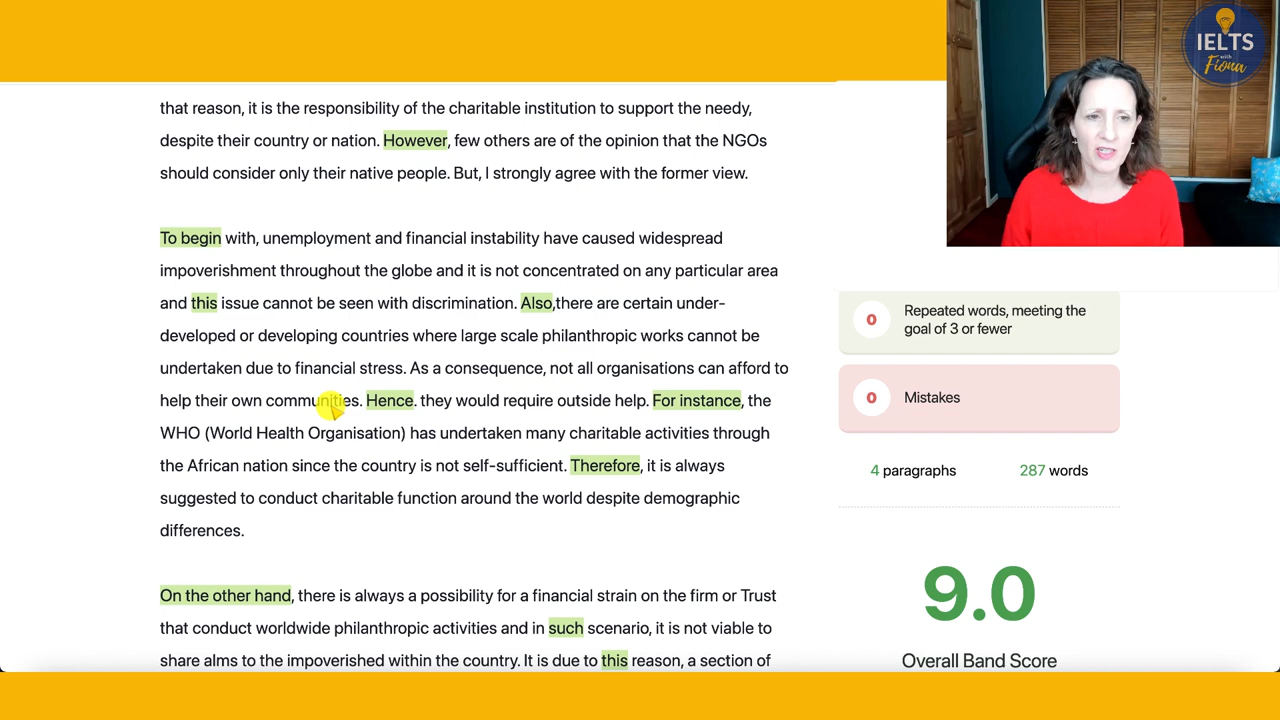 IELTS
with
Fiona
that reason, it is the responsibility of the charitable institution to support the needy,
despite their country or nation. However, few others are of the opinion that the NGOs
should consider only their native people. But, I strongly agree with the former view.
To begin with, unemployment and financial instability have caused widespread
impoverishment throughout the globe and it is not concentrated on any particular area
and this issue cannot be seen with discrimination. Also,there are certain under-
developed or developing countries where large scale philanthropic works cannot be
undertaken due to financial stress. As a consequence, not all organisations can afford to
help their own communities. Hence. they would require outside help. For instance, the
WHO (World Health Organisation) has undertaken many charitable activities through
the African nation since the country is not self-sufficient. Therefore, it is always
suggested to conduct charitable function around the world despite demographic
differences.
On the other hand, there is always a possibility for a financial strain on the firm or Trust
that conduct worldwide philanthropic activities and in such scenario, it is not viable to
share alms to the impoverished within the country. It is due to this reason, a section of
0 Repeated words, meeting the
goal of 3 or fewer
0 Mistakes
4 paragraphs 287 words
9.0
Overall Band Score